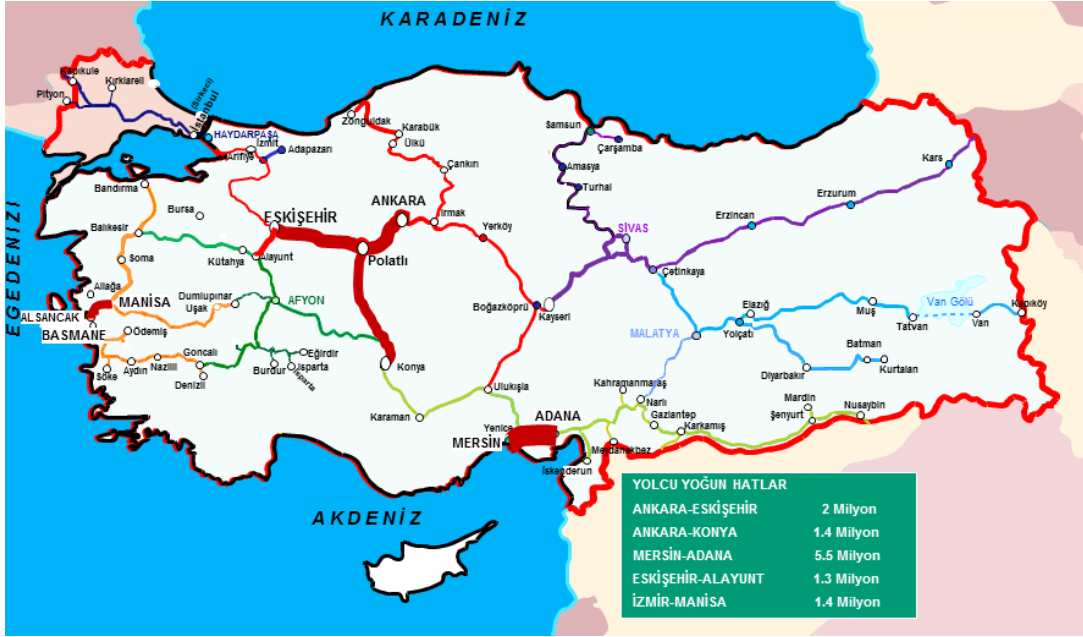 KARADENİZ
Kapıkule
Kırklareli
Pityon
(Sirkeci)
İstanbul
HAYDARPAŞA
İzmit
Arifiye
Adapazarı
Zonguldak
Karabük
Ülkü
Çankırı
Samsun
Çarşamba
Amasya
Turhal
Kars
Erzurum
Erzincan
Bandırma
Bursa
ESKİŞEHİR
ANKARA
Irmak
Yerköy
SİVAS
Balıkesir
Polatlı
Çetinkaya
EGEDENİZİ
Soma
Kütahya
Alayunt
Aliağa
MANİSA
Dumlupınar
Uşak
AFYON
Boğazköprü
Kayseri
Elazığ
Muş
Van Gölü
Kapıköy
ALSANCAK
BASMANE
Tatvan
Van
MALATYA
Yolçatı
Ödemiş
Batman
Goncalı
Eğirdir
Konya
Diyarbakır
Kurtalan
Söke
Aydın
Nazilli
Denizli
Burdur
Isparta
Isparta
Ulukışla
Kahramanmaraş
Narlı
Mardin
Nusaybin
Karaman
ADANA
Gaziantep
Şenyurt
Yenice
Karkamış
MERSİN
Meydanekbez
İskenderun
AKDENİZ
YOLCU YOĞUN HATLAR
ANKARA-ESKİŞEHİR 2 Milyon
ANKARA-KONYA 1.4 Milyon
MERSİN-ADANA 5.5 Milyon
ESKİŞEHİR-ALAYUNT 1.3 Milyon
İZMİR-MANİSA 1.4 Milyon